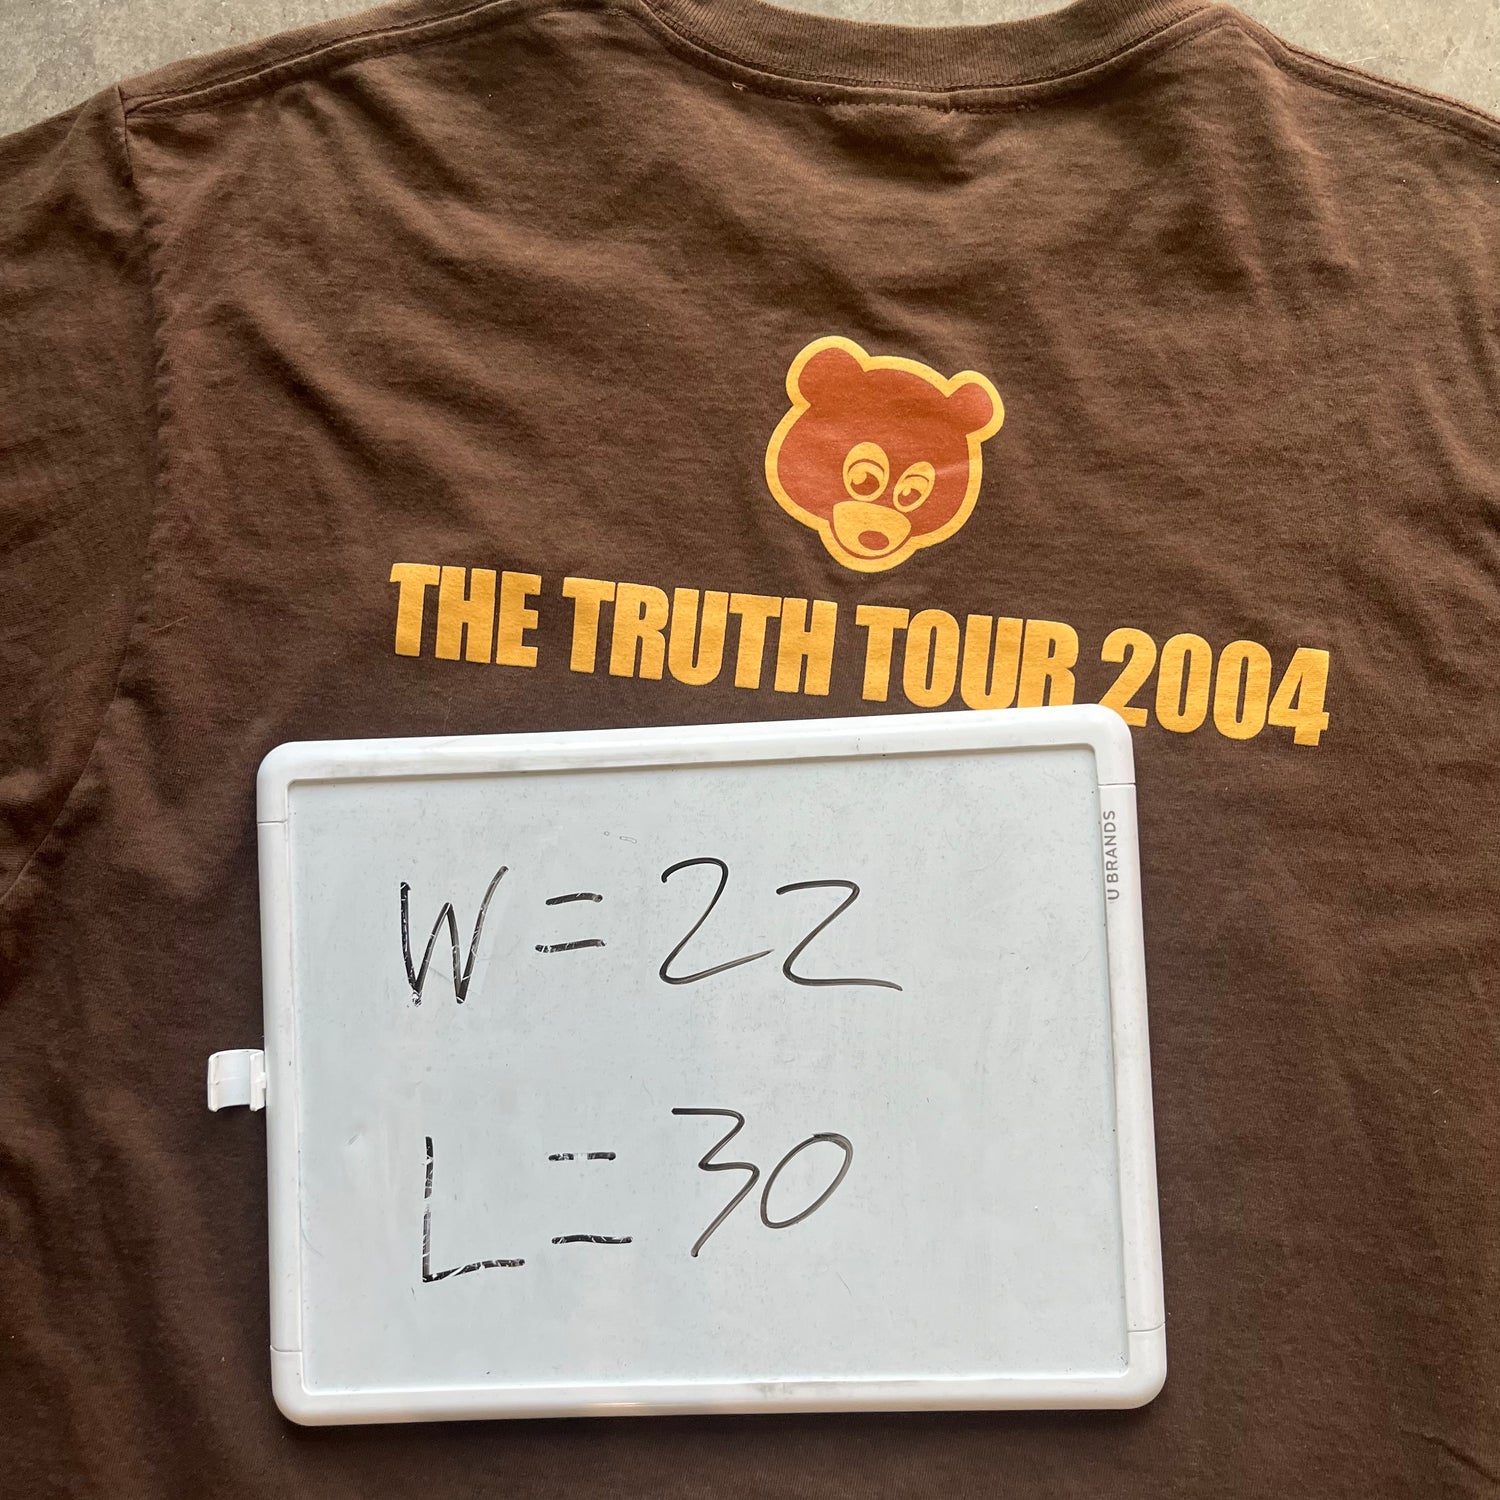 THE TRUTH TOUR 2004
U BRANDS
W = 22
L = 30